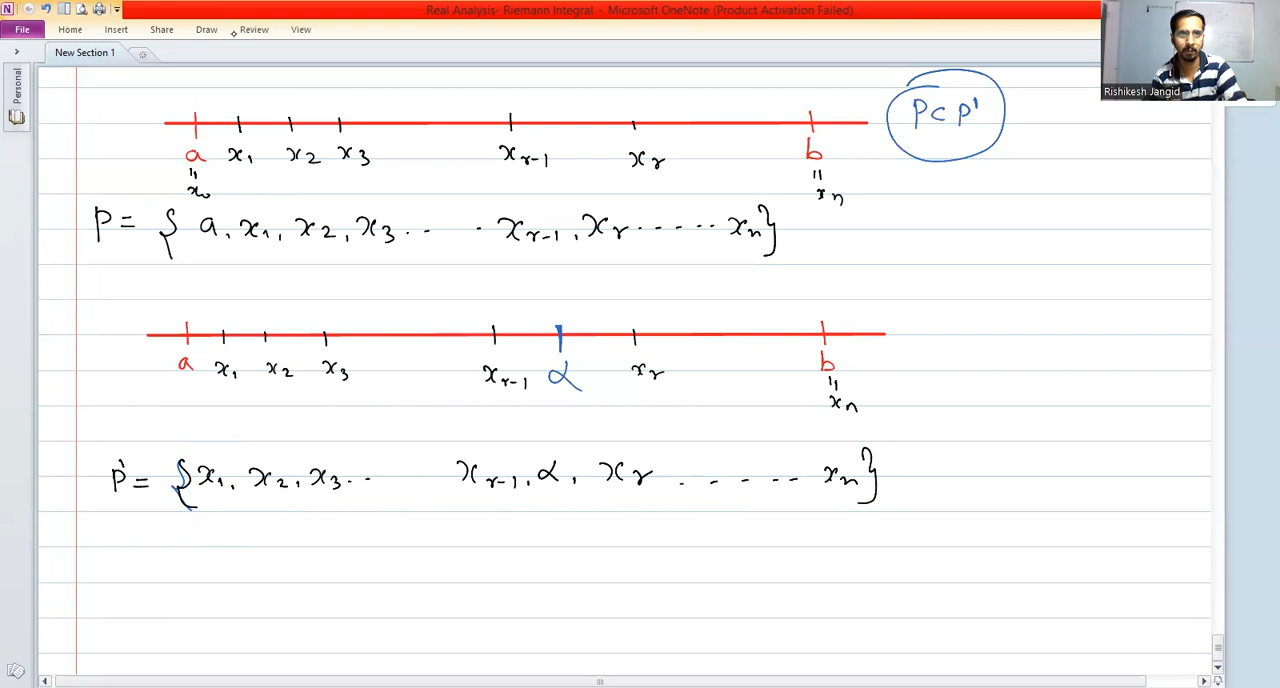 Real Analysis- Riemann Integral - Microsoft OneNote (Product Activation Failed)
File Home Insert Share Draw Review View
New Section 1
Personal
Rishikesh Jangid
P ⊂ P'
a x₁ x₂ x₃ xᵣ₋₁ xᵣ b
= =
x₀ xₙ
P = { a, x₁, x₂, x₃ . . . xᵣ₋₁, xᵣ . . . . . xₙ}
a x₁ x₂ x₃ xᵣ₋₁ α xᵣ b
=
xₙ
P' = {x₁, x₂, x₃ . . xᵣ₋₁, α, xᵣ . . . . . . xₙ}